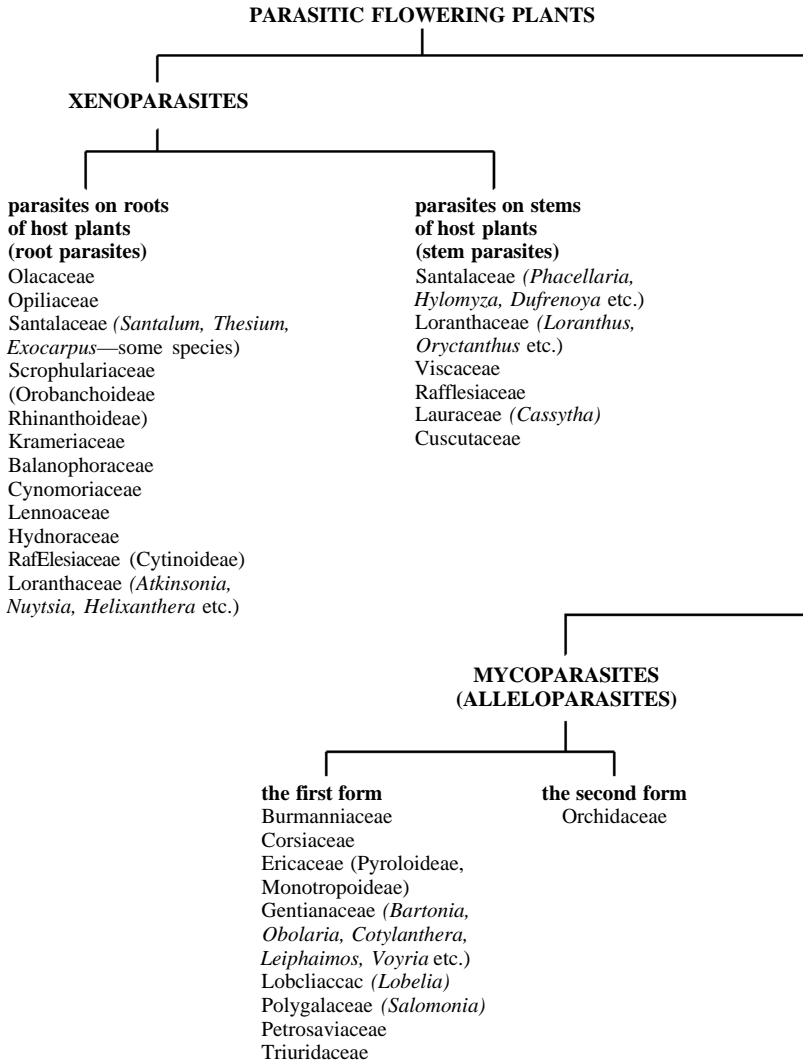 PARASITIC FLOWERING PLANTS
XENOPARASITES
parasites on roots
of host plants
(root parasites)
Olacaceae
Opiliaceae
Santalaceae (Santalum, Thesium,
Exocarpus—some species)
Scrophulariaceae
(Orobanchoideae
Rhinanthoideae)
Krameriaceae
Balanophoraceae
Cynomoriaceae
Lennoaceae
Hydnoraceae
RafElesiaceae (Cytinoideae)
Loranthaceae (Atkinsonia,
Nuytsia, Helixanthera etc.)
parasites on stems
of host plants
(stem parasites)
Santalaceae (Phacellaria,
Hylomyza, Dufrenoya etc.)
Loranthaceae (Loranthus,
Oryctanthus etc.)
Viscaceae
Rafflesiaceae
Lauraceae (Cassytha)
Cuscutaceae
MYCOPARASITES
(ALLELOPARASITES)
the first form
Burmanniaceae
Corsiaceae
Ericaceae (Pyroloideae,
Monotropoideae)
Gentianaceae (Bartonia,
Obolaria, Cotylanthera,
Leiphaimos, Voyria etc.)
Lobcliaccac (Lobelia)
Polygalaceae (Salomonia)
Petrosaviaceae
Triuridaceae
the second form
Orchidaceae